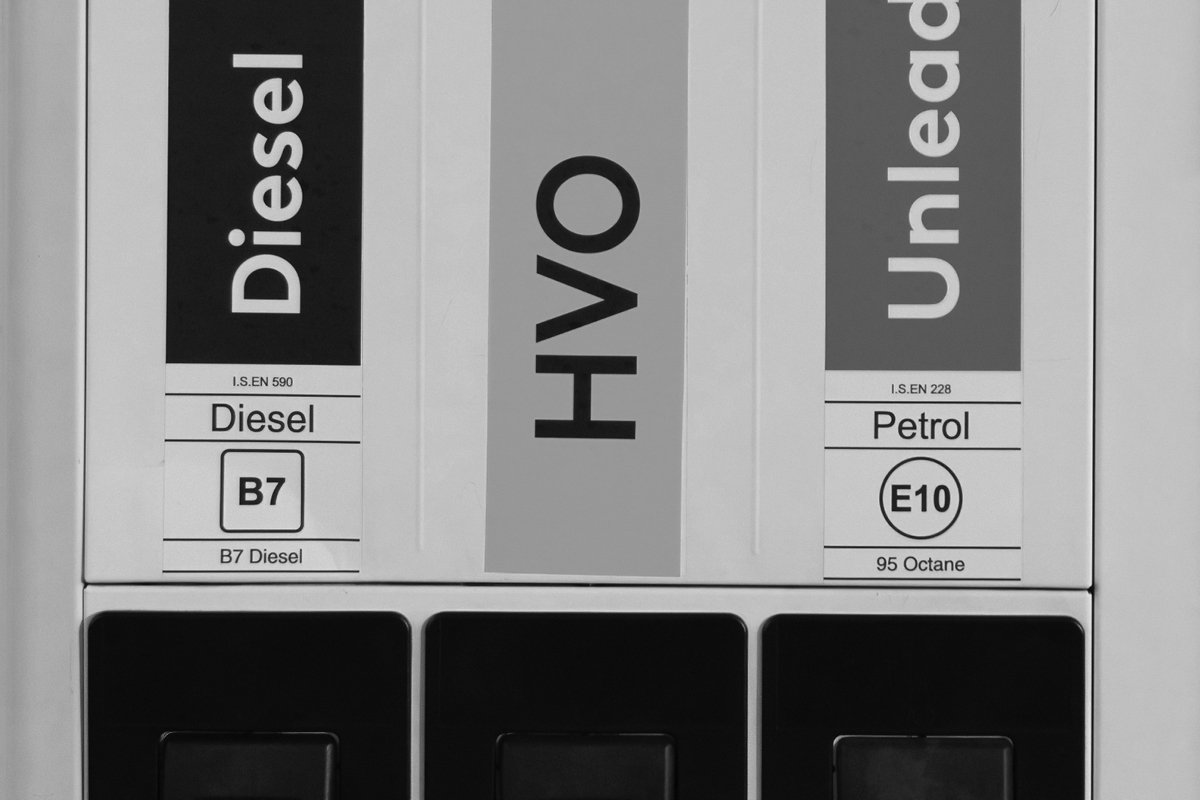 Diesel
I.S.EN 590
Diesel
B7
B7 Diesel
HVO
Unlead
I.S.EN 228
Petrol
E10
95 Octane